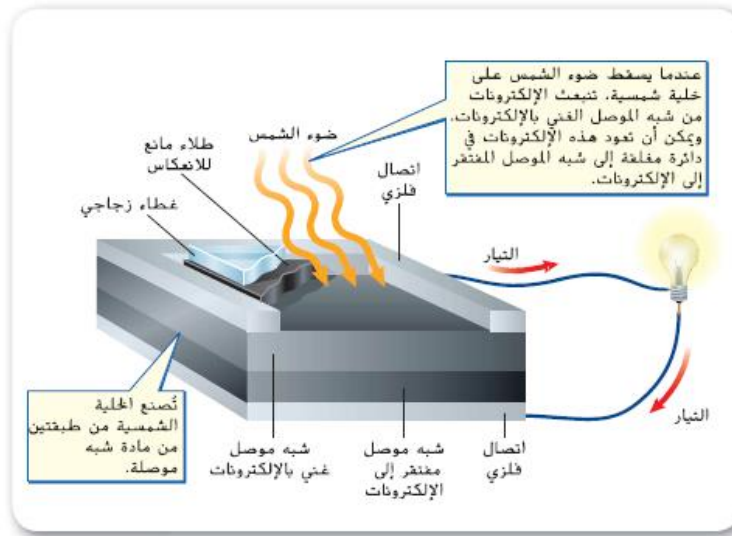 عندما يسقط ضوء الشمس على
خلية شمسية، تنبعث الإلكترونات
من شبه الموصل الغني بالإلكترونات،
ويمكن أن تعود هذه الإلكترونات في
دائرة مغلقة إلى شبه الموصل المفتقر
إلى الإلكترونات.
ضوء الشمس
طلاء مانع
للانعكاس
غطاء زجاجي
اتصال
فلزي
التيار
التيار
تُصنع الخلية
الشمسية من طبقتين
من مادة شبه
موصلة.
شبه موصل
غني بالإلكترونات
شبه موصل
مفتقر إلى
الإلكترونات
اتصال
فلزي